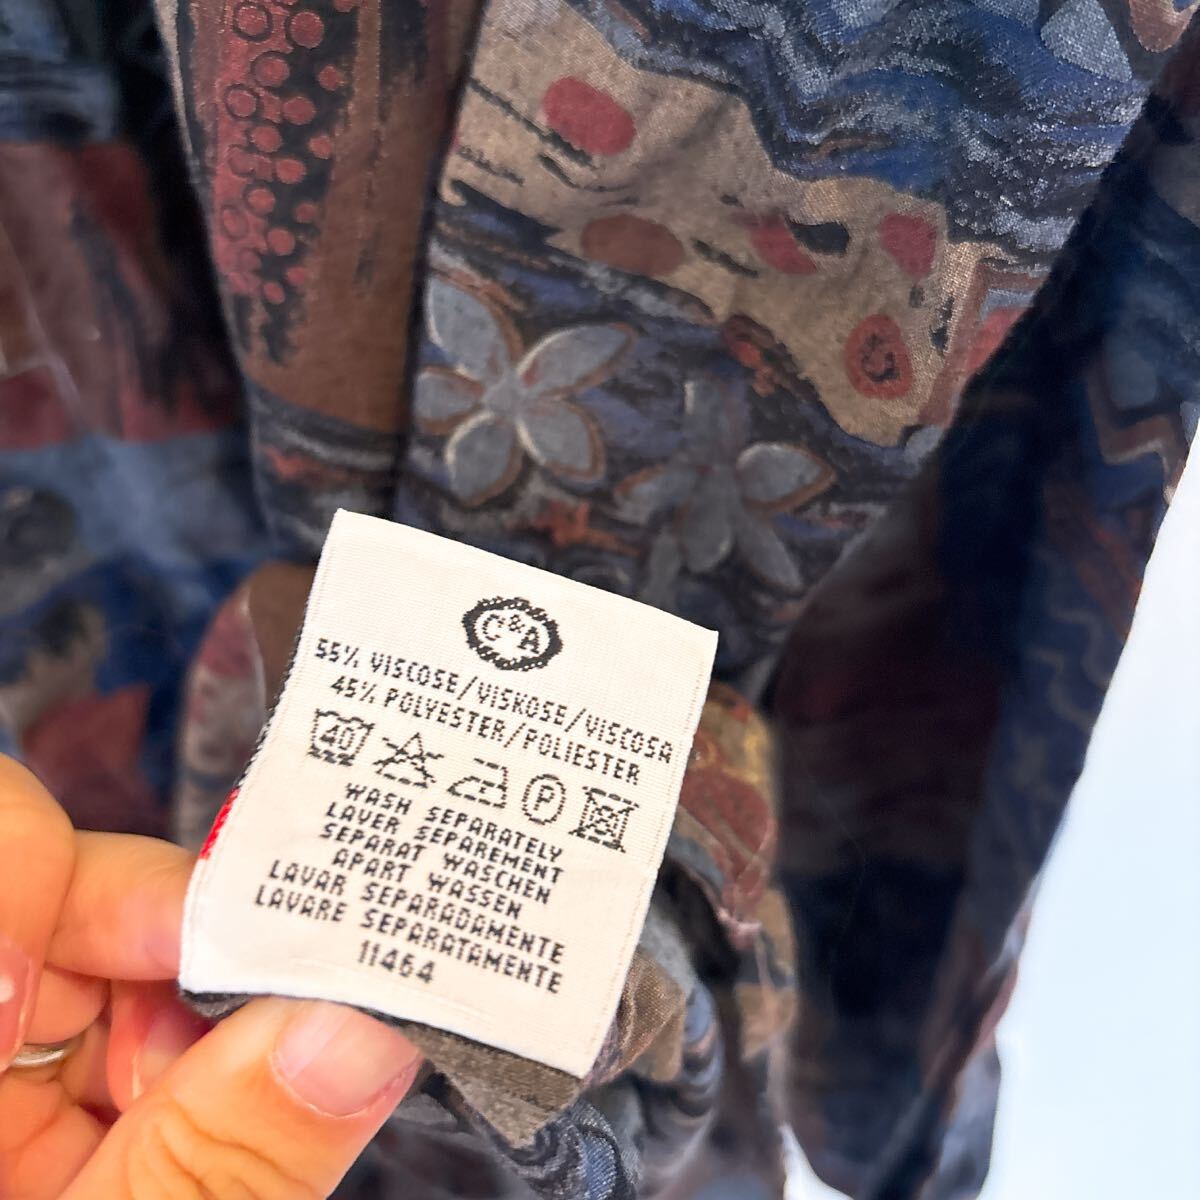 C&A
55% VISCOSE/VISKOSE/VISCOSA
45% POLYESTER/POLIESTER
40 P
WASH SEPARATELY
LAVER SEPAREMENT
SEPARAT WASCHEN
APART WASSEN
LAVAR SEPARADAMENTE
LAVARE SEPARATAMENTE
11464